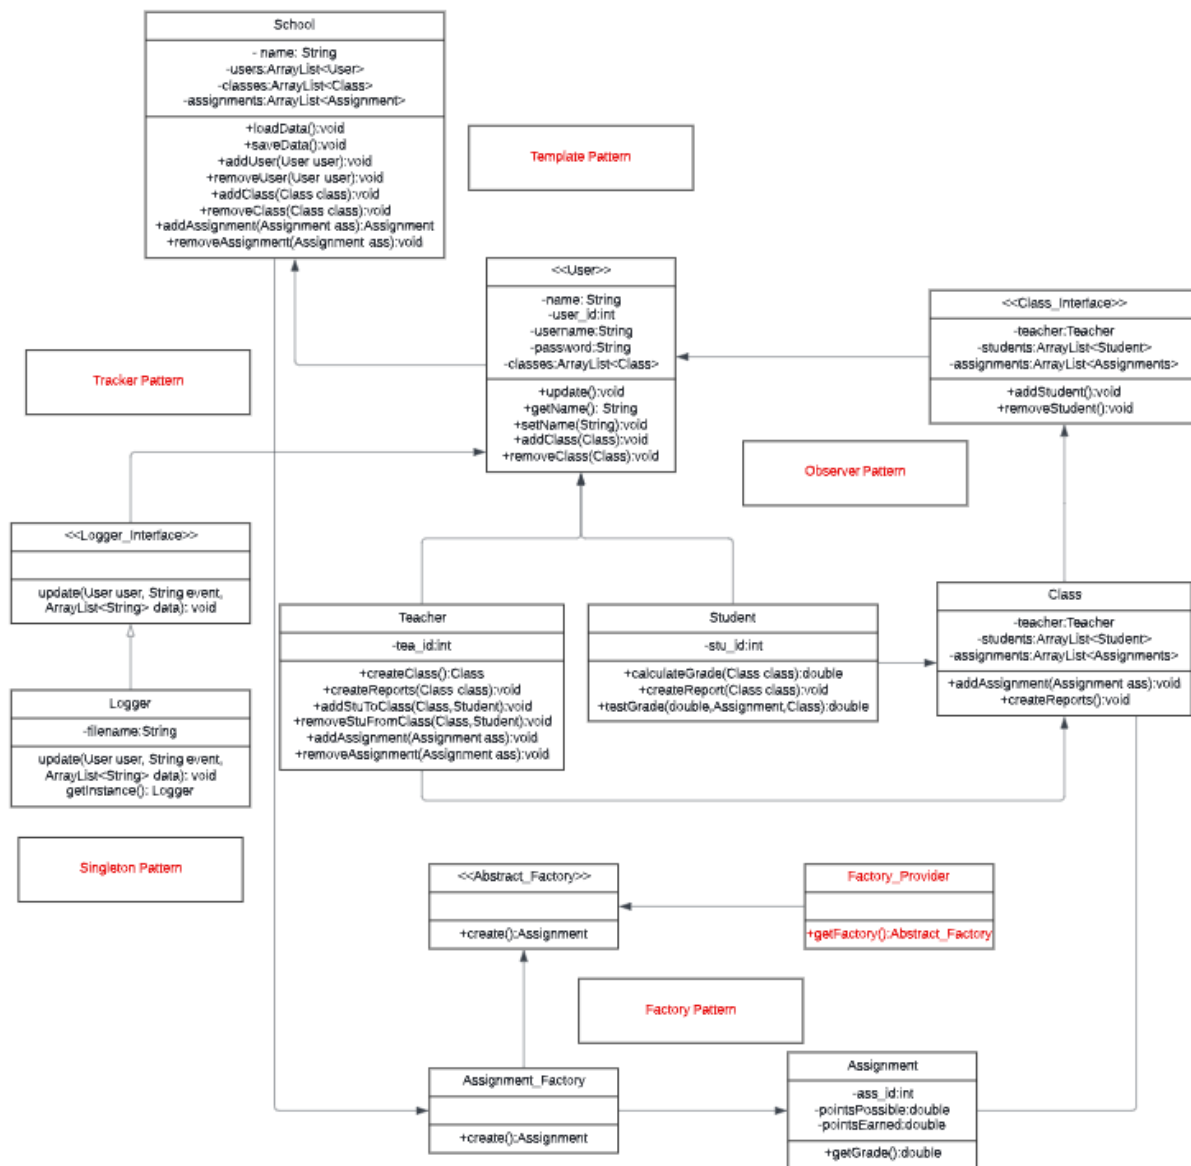 School
- name: String
-users:ArrayList<User>
-classes:ArrayList<Class>
-assignments:ArrayList<Assignment>
+loadData():void
+saveData():void
+addUser(User user):void
+removeUser(User user):void
+addClass(Class class):void
+removeClass(Class class):void
+addAssignment(Assignment ass):Assignment
+removeAssignment(Assignment ass):void
Template Pattern
<<User>>
-name: String
-user_id:int
-username:String
-password:String
-classes:ArrayList<Class>
+update():void
+getName(): String
+setName(String):void
+addClass(Class):void
+removeClass(Class):void
<<Class_Interface>>
-teacher:Teacher
-students:ArrayList<Student>
-assignments:ArrayList<Assignments>
+addStudent():void
+removeStudent():void
Tracker Pattern
Observer Pattern
<<Logger_Interface>>
update(User user, String event,
ArrayList<String> data): void
Teacher
-tea_id:int
+createClass():Class
+createReports(Class class):void
+addStuToClass(Class,Student):void
+removeStuFromClass(Class,Student):void
+addAssignment(Assignment ass):void
+removeAssignment(Assignment ass):void
Student
-stu_id:int
+calculateGrade(Class class):double
+createReport(Class class):void
+testGrade(double,Assignment,Class):double
Class
-teacher:Teacher
-students:ArrayList<Student>
-assignments:ArrayList<Assignments>
+addAssignment(Assignment ass):void
+createReports():void
Logger
-filename:String
update(User user, String event,
ArrayList<String> data): void
getInstance(): Logger
Singleton Pattern
<<Abstract_Factory>>
+create():Assignment
Factory_Provider
+getFactory():Abstract_Factory
Factory Pattern
Assignment_Factory
+create():Assignment
Assignment
-ass_id:int
-pointsPossible:double
-pointsEarned:double
+getGrade():double